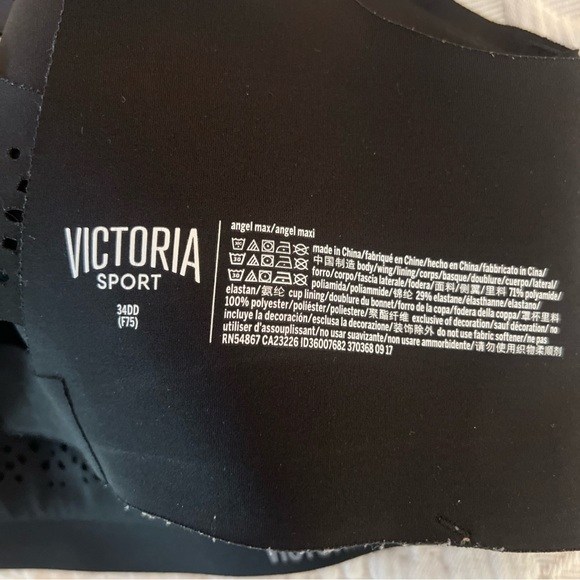 VICTORIA
SPORT
34DD
(F75)
angel max/angel maxi
made in China/fabriqué en Chine/hecho en China/fabbricato in Cina/
中国制造 body/wing/lining/corps/basque/doublure/cuerpo/lateral/
forro/corpo/fascia laterale/fodera/面料/侧翼/里料 71% polyamide/
poliamida/poliammide/锦纶 29% elastane/élasthanne/elastano/
elastan/氨纶 cup lining/doublure du bonnet/forro de la copa/fodera della coppa/罩杯里料
100% polyester/poliéster/poliestere/聚酯纤维 exclusive of decoration/sauf décoration/no
incluye la decoración/esclusa la decorazione/装饰除外 do not use fabric softener/ne pas
utiliser d'assouplissant/no usar suavizante/non usare ammorbidente/请勿使用织物柔顺剂
RN54867 CA23226 ID36007682 370368 09 17